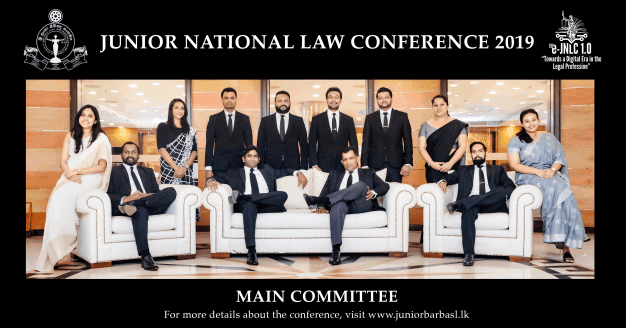 JUNIOR NATIONAL LAW CONFERENCE 2019
e-JNLC 1.0
"Towards a Digital Era in the
Legal Profession"
MAIN COMMITTEE
For more details about the conference, visit www.juniorbarbasl.lk